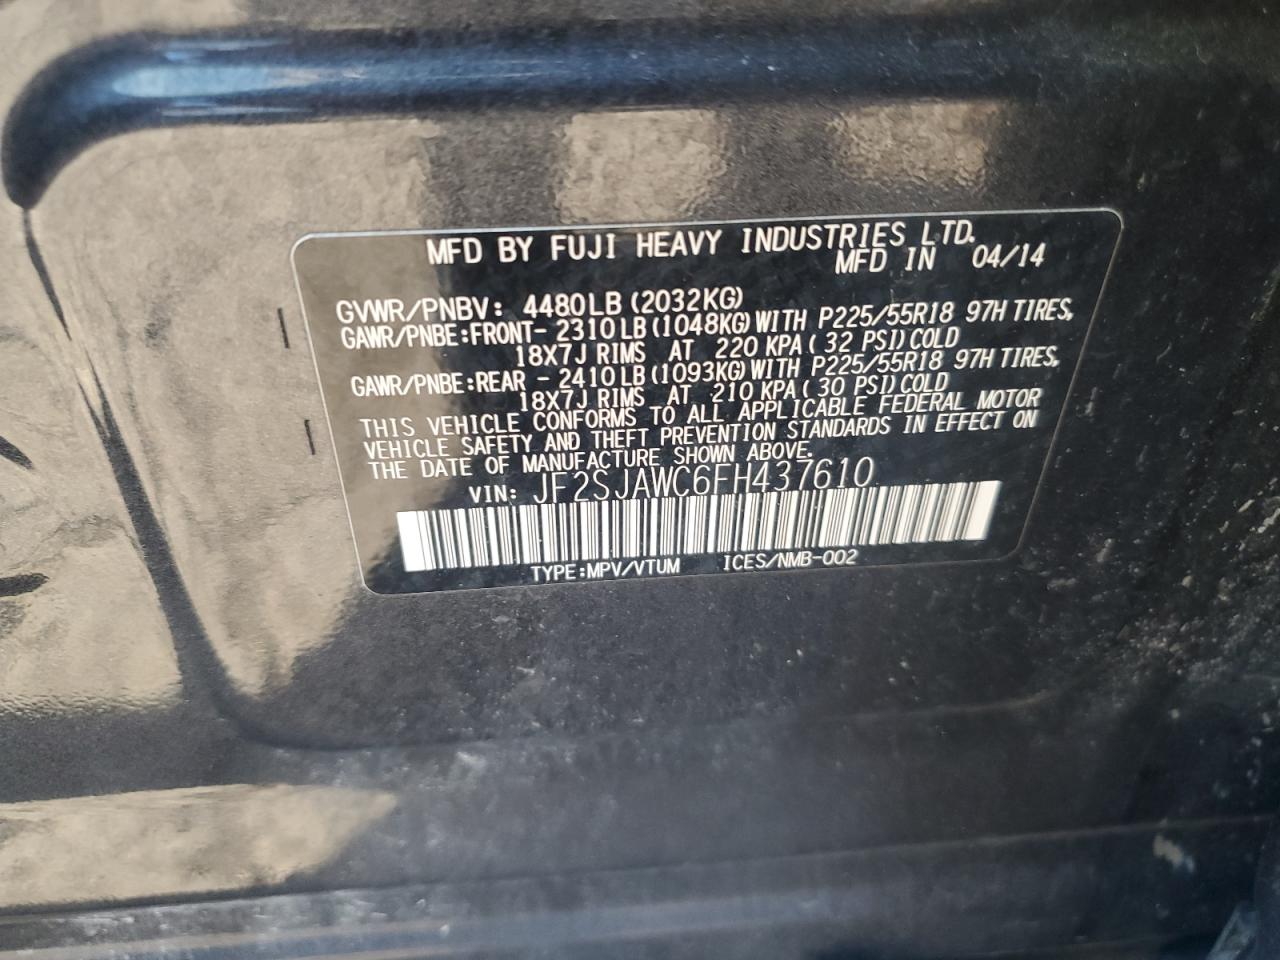 MFD BY FUJI HEAVY INDUSTRIES LTD.
MFD IN 04/14
GVWR/PNBV: 4480LB (2032KG)
GAWR/PNBE:FRONT- 2310LB (1048KG) WITH P225/55R18 97H TIRES,
18X7J RIMS AT 220 KPA ( 32 PSI) COLD
GAWR/PNBE:REAR - 2410LB (1093KG) WITH P225/55R18 97H TIRES,
18X7J RIMS AT 210 KPA ( 30 PSI) COLD
THIS VEHICLE CONFORMS TO ALL APPLICABLE FEDERAL MOTOR
VEHICLE SAFETY AND THEFT PREVENTION STANDARDS IN EFFECT ON
THE DATE OF MANUFACTURE SHOWN ABOVE.
VIN: JF2SJAWC6FH437610
TYPE:MPV/VTUM ICES/NMB-002